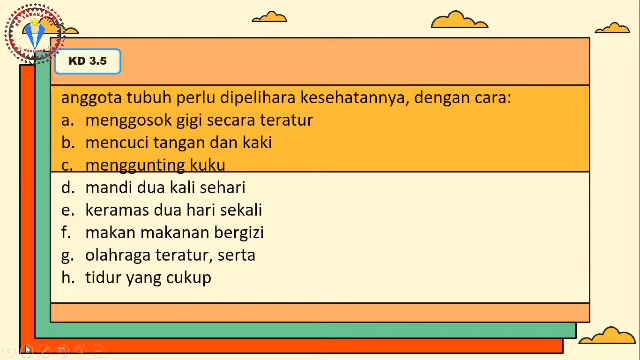 KD 3.5
anggota tubuh perlu dipelihara kesehatannya, dengan cara:
a. menggosok gigi secara teratur
b. mencuci tangan dan kaki
c. menggunting kuku
d. mandi dua kali sehari
e. keramas dua hari sekali
f. makan makanan bergizi
g. olahraga teratur, serta
h. tidur yang cukup